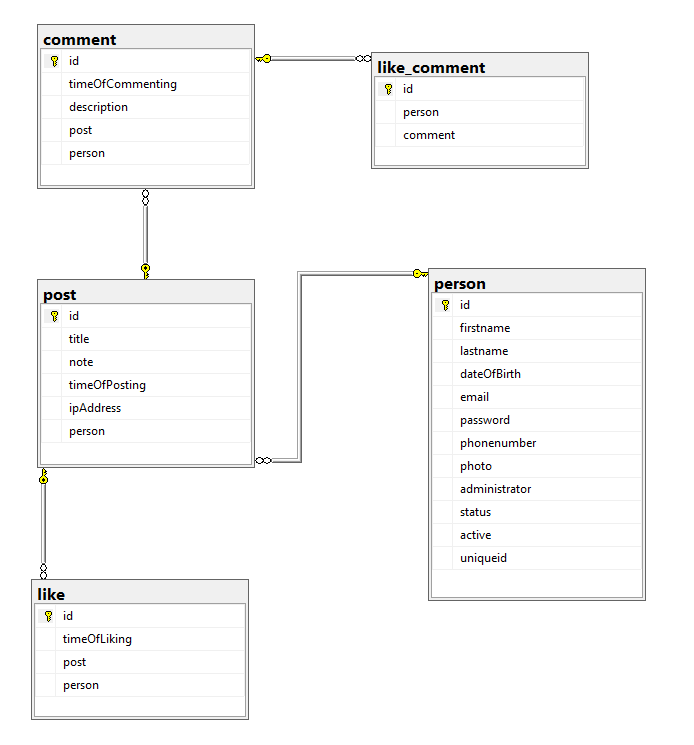 comment
id
timeOfCommenting
description
post
person
like_comment
id
person
comment
post
id
title
note
timeOfPosting
ipAddress
person
person
id
firstname
lastname
dateOfBirth
email
password
phonenumber
photo
administrator
status
active
uniqueid
like
id
timeOfLiking
post
person